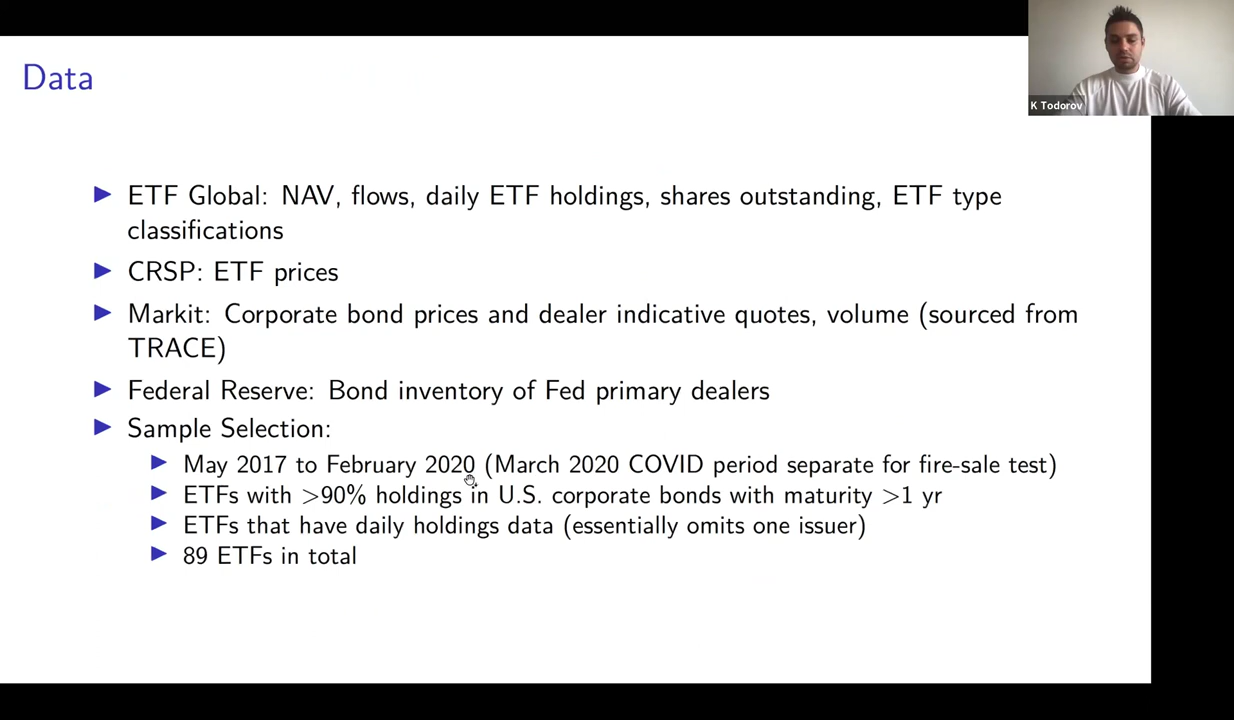 Data
K Todorov
▶ ETF Global: NAV, flows, daily ETF holdings, shares outstanding, ETF type
classifications
▶ CRSP: ETF prices
▶ Markit: Corporate bond prices and dealer indicative quotes, volume (sourced from
TRACE)
▶ Federal Reserve: Bond inventory of Fed primary dealers
▶ Sample Selection:
▶ May 2017 to February 2020 (March 2020 COVID period separate for fire-sale test)
▶ ETFs with >90% holdings in U.S. corporate bonds with maturity >1 yr
▶ ETFs that have daily holdings data (essentially omits one issuer)
▶ 89 ETFs in total